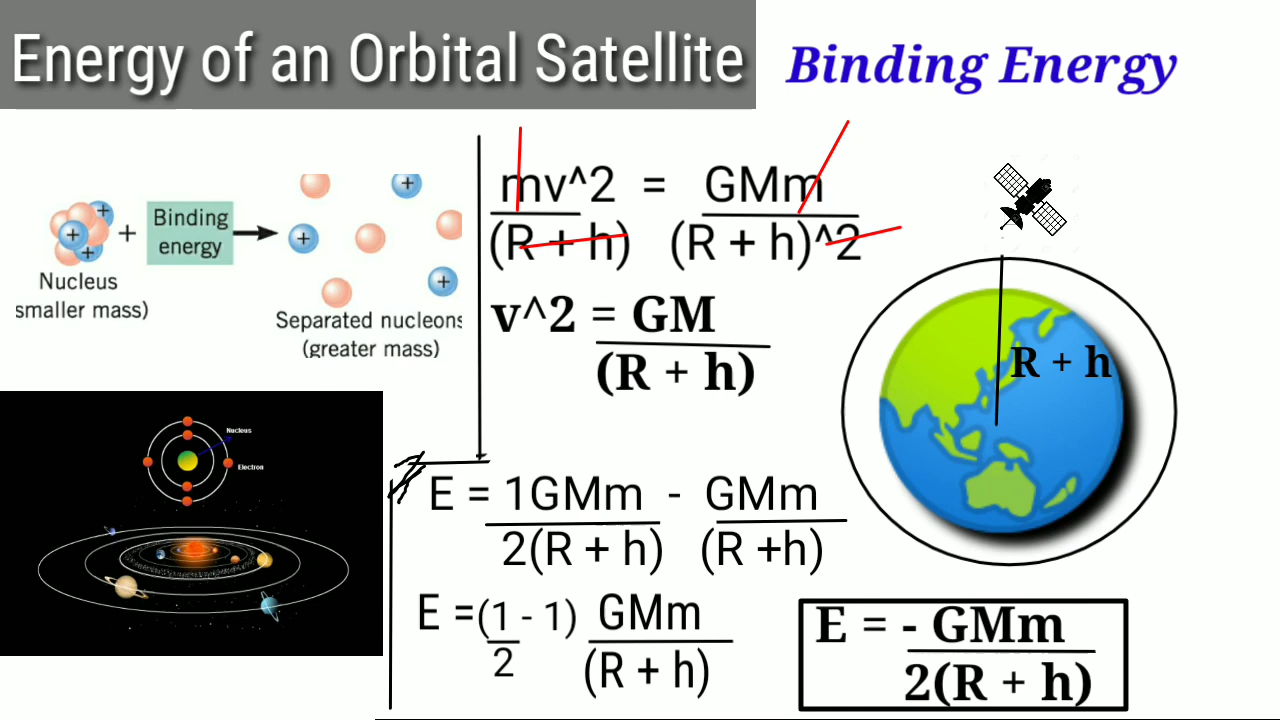 Energy of an Orbital Satellite
Binding Energy
+
+
+
+
Binding
energy
+
+
+
Nucleus
smaller mass)
Separated nucleons
(greater mass)
mv^2 = GMm
(R + h) (R + h)^2
v^2 = GM
(R + h)
R + h
Nucleus
Electron
E = 1GMm - GMm
2(R + h) (R +h)
E =(1 - 1) GMm
2 (R + h)
E = - GMm
2(R + h)